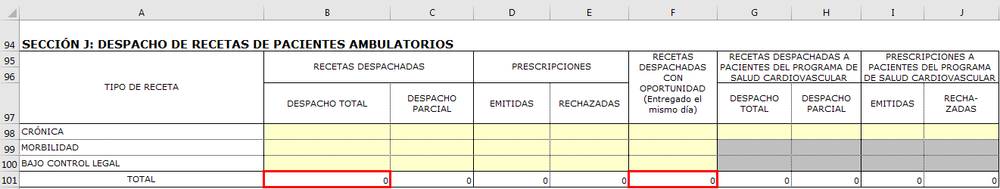 A B C D E F G H I J
94 SECCIÓN J: DESPACHO DE RECETAS DE PACIENTES AMBULATORIOS
95
96
97
TIPO DE RECETA
RECETAS DESPACHADAS
PRESCRIPCIONES
RECETAS
DESPACHADAS
CON
OPORTUNIDAD
(Entregado el
mismo día)
RECETAS DESPACHADAS A
PACIENTES DEL PROGRAMA DE
SALUD CARDIOVASCULAR
PRESCRIPCIONES A
PACIENTES DEL PROGRAMA
DE SALUD CARDIOVASCULAR
DESPACHO TOTAL
DESPACHO
PARCIAL
EMITIDAS
RECHAZADAS
DESPACHO
TOTAL
DESPACHO
PARCIAL
EMITIDAS
RECHA-
ZADAS
98 CRÓNICA
99 MORBILIDAD
100 BAJO CONTROL LEGAL
101 TOTAL 0 0 0 0 0 0 0 0 0